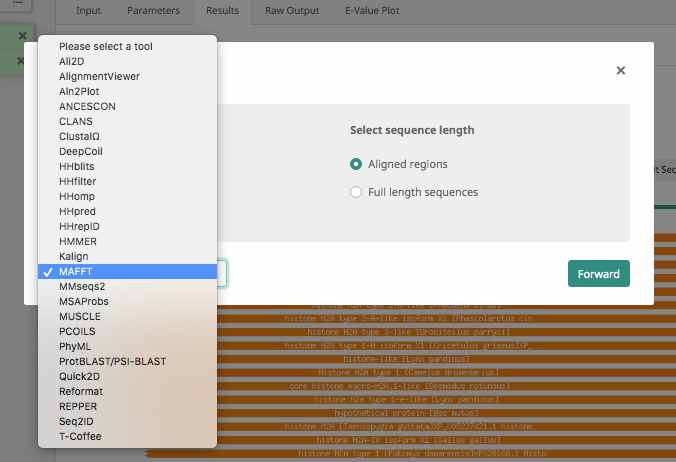 Input Parameters Results Raw Output E-Value Plot
Please select a tool
Ali2D
AlignmentViewer
Aln2Plot
ANCESCON
CLANS
ClustalΩ
DeepCoil
HHblits
HHfilter
HHomp
HHpred
HHrepID
HMMER
Kalign
MAFFT
MMseqs2
MSAProbs
MUSCLE
PCOILS
PhyML
ProtBLAST/PSI-BLAST
Quick2D
Reformat
REPPER
Seq2ID
T-Coffee
Select sequence length
Aligned regions
Full length sequences
Forward
histone H2A type 2-A-like isoform X1 [Phascolarctos cin
histone H2A type 3-like [Urocitellus parryii]
histone H2A type 1-H isoform X1 [Cricetulus griseus]XP_
histone-like [Lynx pardinus]
Histone H2A type 1 [Camelus dromedarius]
core histone macro-H2A.1-like [Desmodus rotundus]
histone h2a type 1-e-like [Lynx pardinus]
hypothetical protein [Bos mutus]
histone H2A [Taeniopygia guttata]XP_005237421.1 histone
histone H2A-IV isoform X1 [Gallus gallus]
histone H2A type 1 [Fukomys damarensis]KFO28168.1 Histo